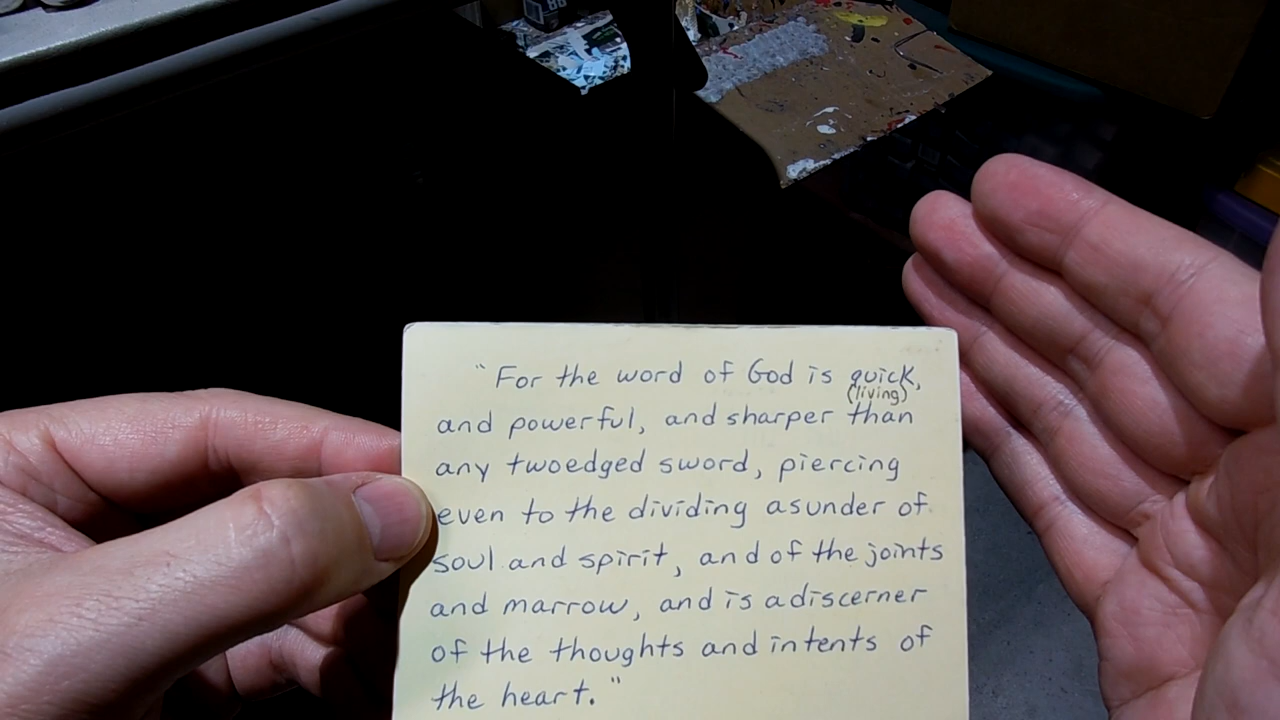 "For the word of God is quick,
(living)
and powerful, and sharper than
any twoedged sword, piercing
even to the dividing asunder of
soul and spirit, and of the joints
and marrow, and is a discerner
of the thoughts and intents of
the heart."